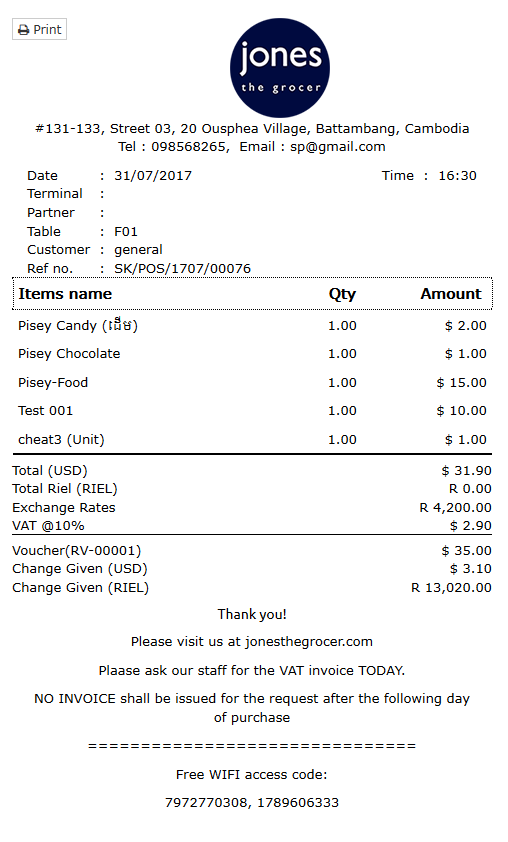 Print
jones
the grocer
#131-133, Street 03, 20 Ousphea Village, Battambang, Cambodia
Tel : 098568265, Email : sp@gmail.com
Date : 31/07/2017 Time : 16:30
Terminal :
Partner :
Table : F01
Customer : general
Ref no. : SK/POS/1707/00076
Items name Qty Amount
Pisey Candy (ដើម) 1.00 $ 2.00
Pisey Chocolate 1.00 $ 1.00
Pisey-Food 1.00 $ 15.00
Test 001 1.00 $ 10.00
cheat3 (Unit) 1.00 $ 1.00
Total (USD) $ 31.90
Total Riel (RIEL) R 0.00
Exchange Rates R 4,200.00
VAT @10% $ 2.90
Voucher(RV-00001) $ 35.00
Change Given (USD) $ 3.10
Change Given (RIEL) R 13,020.00
Thank you!
Please visit us at jonesthegrocer.com
Plaase ask our staff for the VAT invoice TODAY.
NO INVOICE shall be issued for the request after the following day
of purchase
===============================
Free WIFI access code:
7972770308, 1789606333